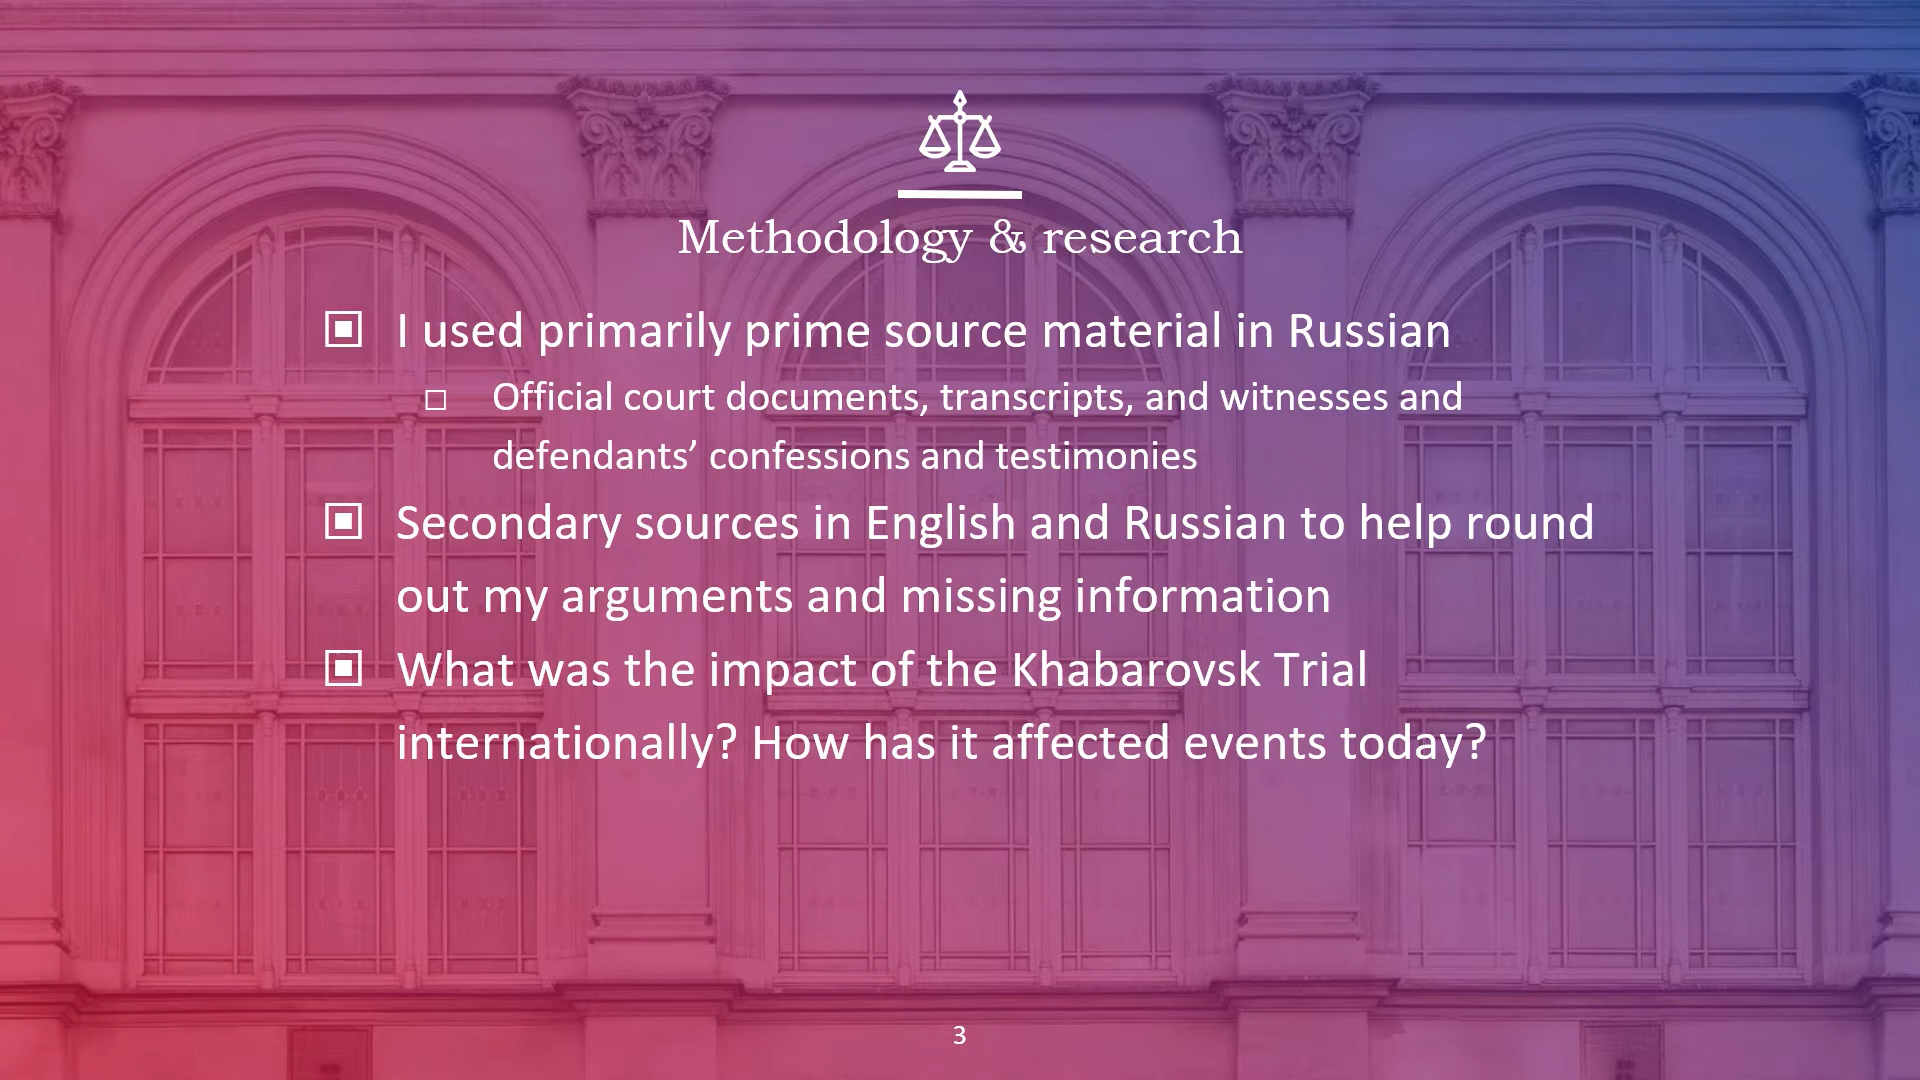 Methodology & research
I used primarily prime source material in Russian
Official court documents, transcripts, and witnesses and
defendants’ confessions and testimonies
Secondary sources in English and Russian to help round
out my arguments and missing information
What was the impact of the Khabarovsk Trial
internationally? How has it affected events today?
3